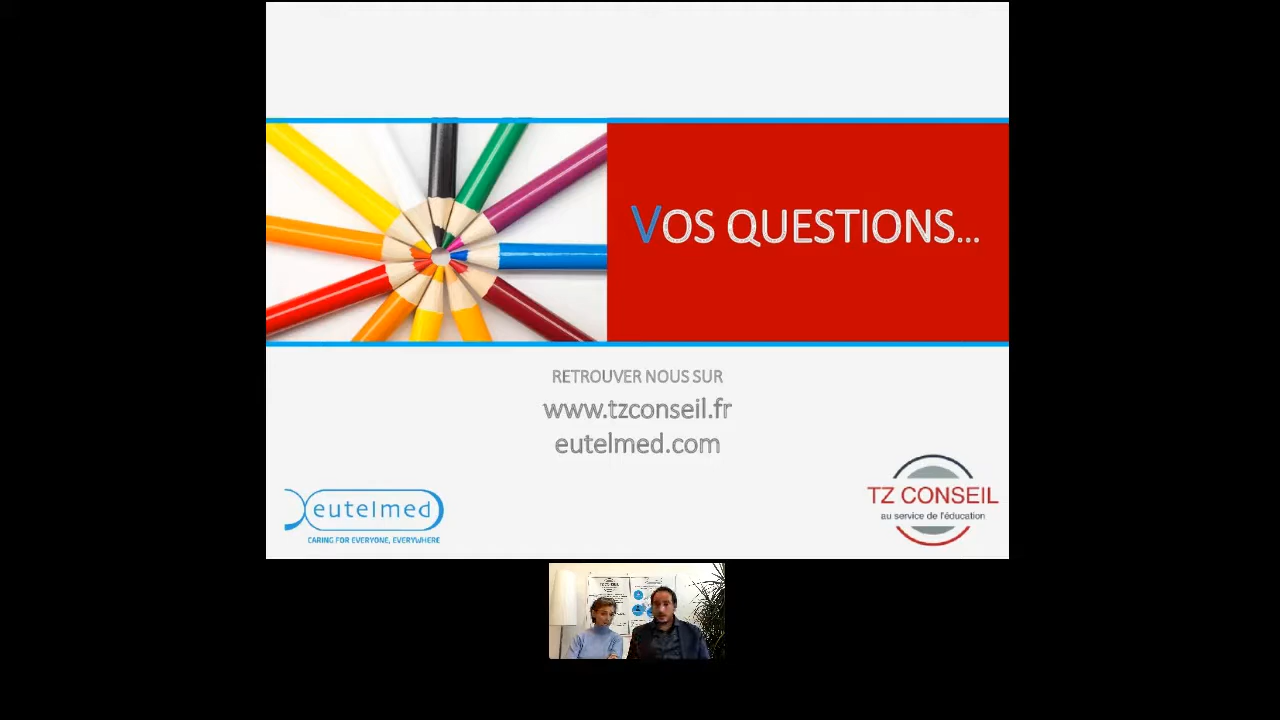 VOS QUESTIONS...
RETROUVER NOUS SUR
www.tzconseil.fr
eutelmed.com
eutelmed
CARING FOR EVERYONE, EVERYWHERE
TZ CONSEIL
au service de l'éducation